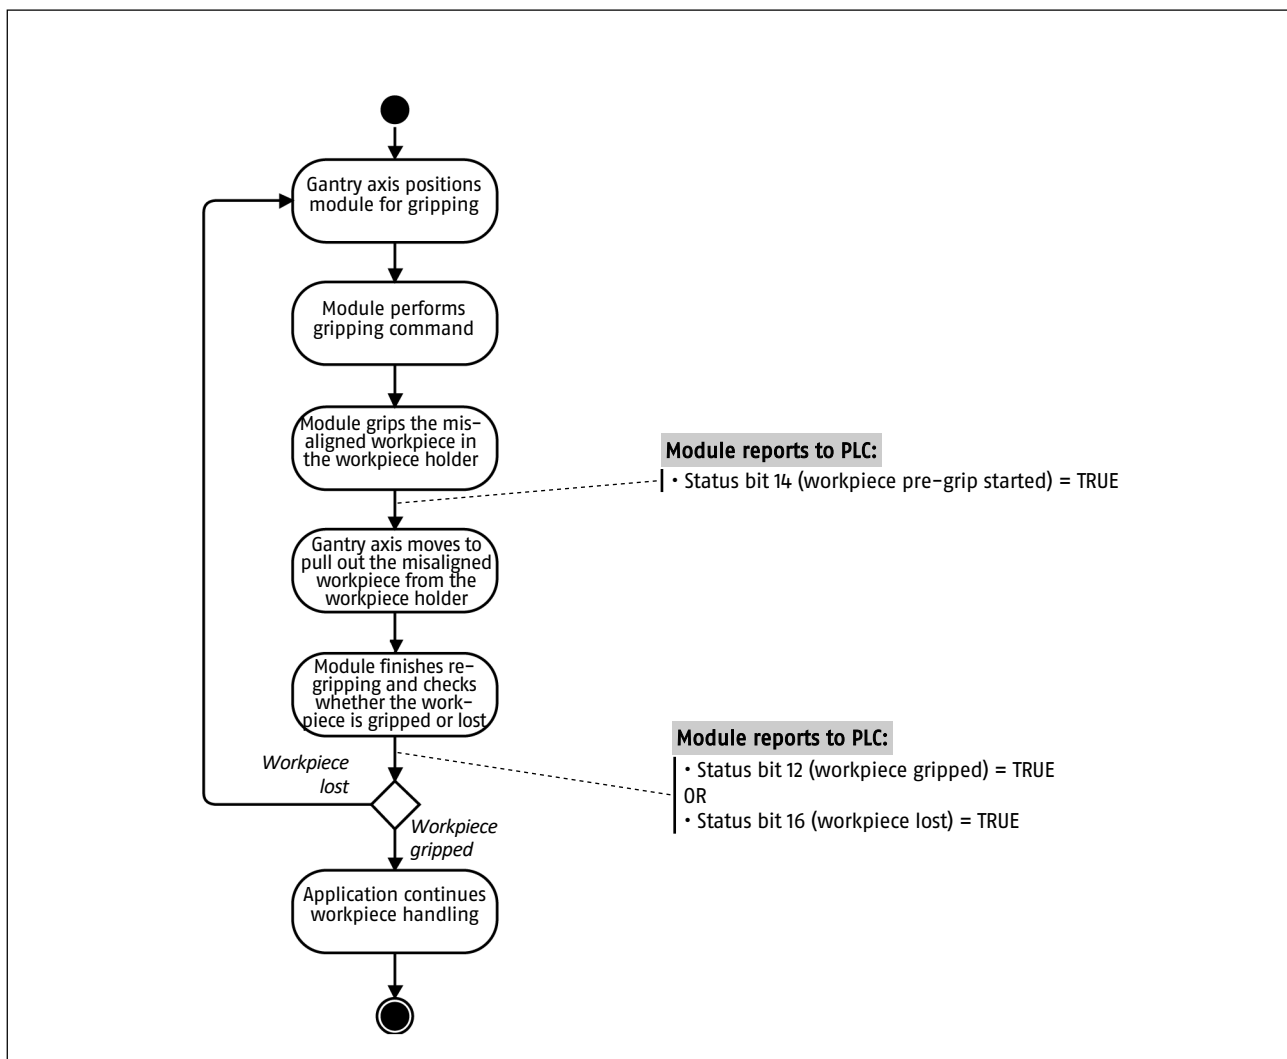 Gantry axis positions
module for gripping
Module performs
gripping command
Module grips the mis-
aligned workpiece in
the workpiece holder
Module reports to PLC:
• Status bit 14 (workpiece pre-grip started) = TRUE
Gantry axis moves to
pull out the misaligned
workpiece from the
workpiece holder
Module finishes re-
gripping and checks
whether the work-
piece is gripped or lost
Module reports to PLC:
• Status bit 12 (workpiece gripped) = TRUE
OR
• Status bit 16 (workpiece lost) = TRUE
Workpiece
lost
Workpiece
gripped
Application continues
workpiece handling